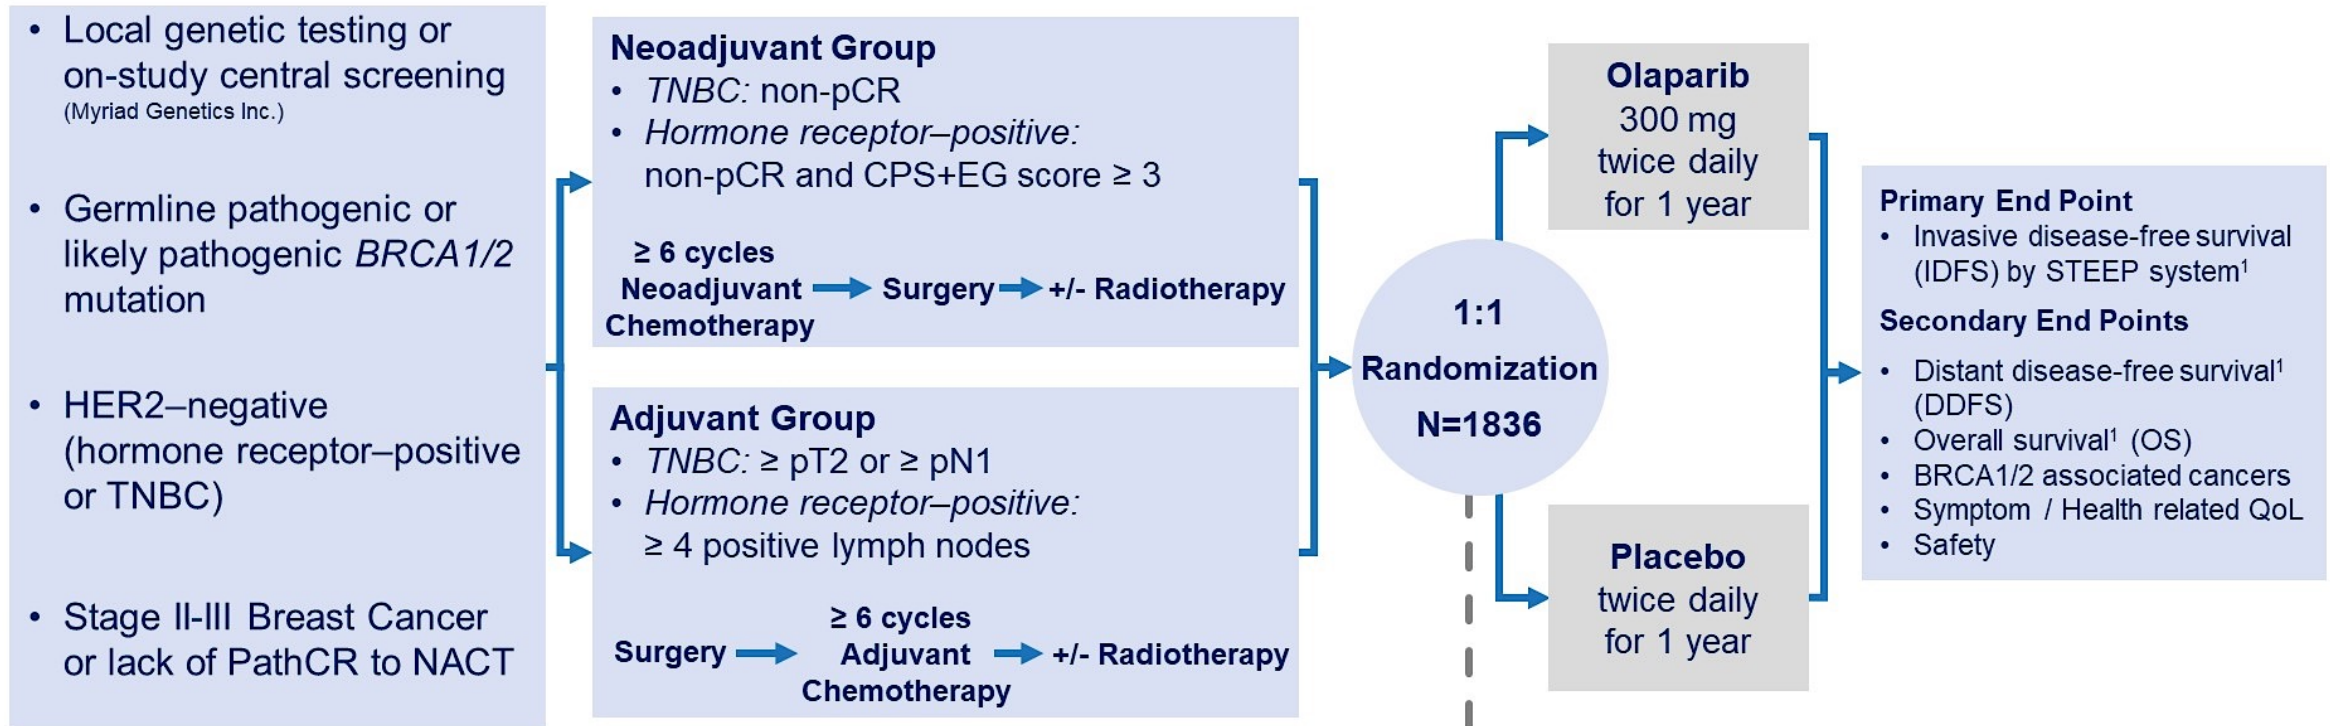 • Local genetic testing or
on-study central screening
(Myriad Genetics Inc.)
• Germline pathogenic or
likely pathogenic BRCA1/2
mutation
• HER2–negative
(hormone receptor–positive
or TNBC)
• Stage II-III Breast Cancer
or lack of PathCR to NACT
Neoadjuvant Group
• TNBC: non-pCR
• Hormone receptor–positive:
non-pCR and CPS+EG score ≥ 3
≥ 6 cycles
Neoadjuvant Surgery +/- Radiotherapy
Chemotherapy
Adjuvant Group
• TNBC: ≥ pT2 or ≥ pN1
• Hormone receptor–positive:
≥ 4 positive lymph nodes
≥ 6 cycles
Surgery Adjuvant +/- Radiotherapy
Chemotherapy
1:1
Randomization
N=1836
Olaparib
300 mg
twice daily
for 1 year
Placebo
twice daily
for 1 year
Primary End Point
• Invasive disease-free survival
(IDFS) by STEEP system¹
Secondary End Points
• Distant disease-free survival¹
(DDFS)
• Overall survival¹ (OS)
• BRCA1/2 associated cancers
• Symptom / Health related QoL
• Safety